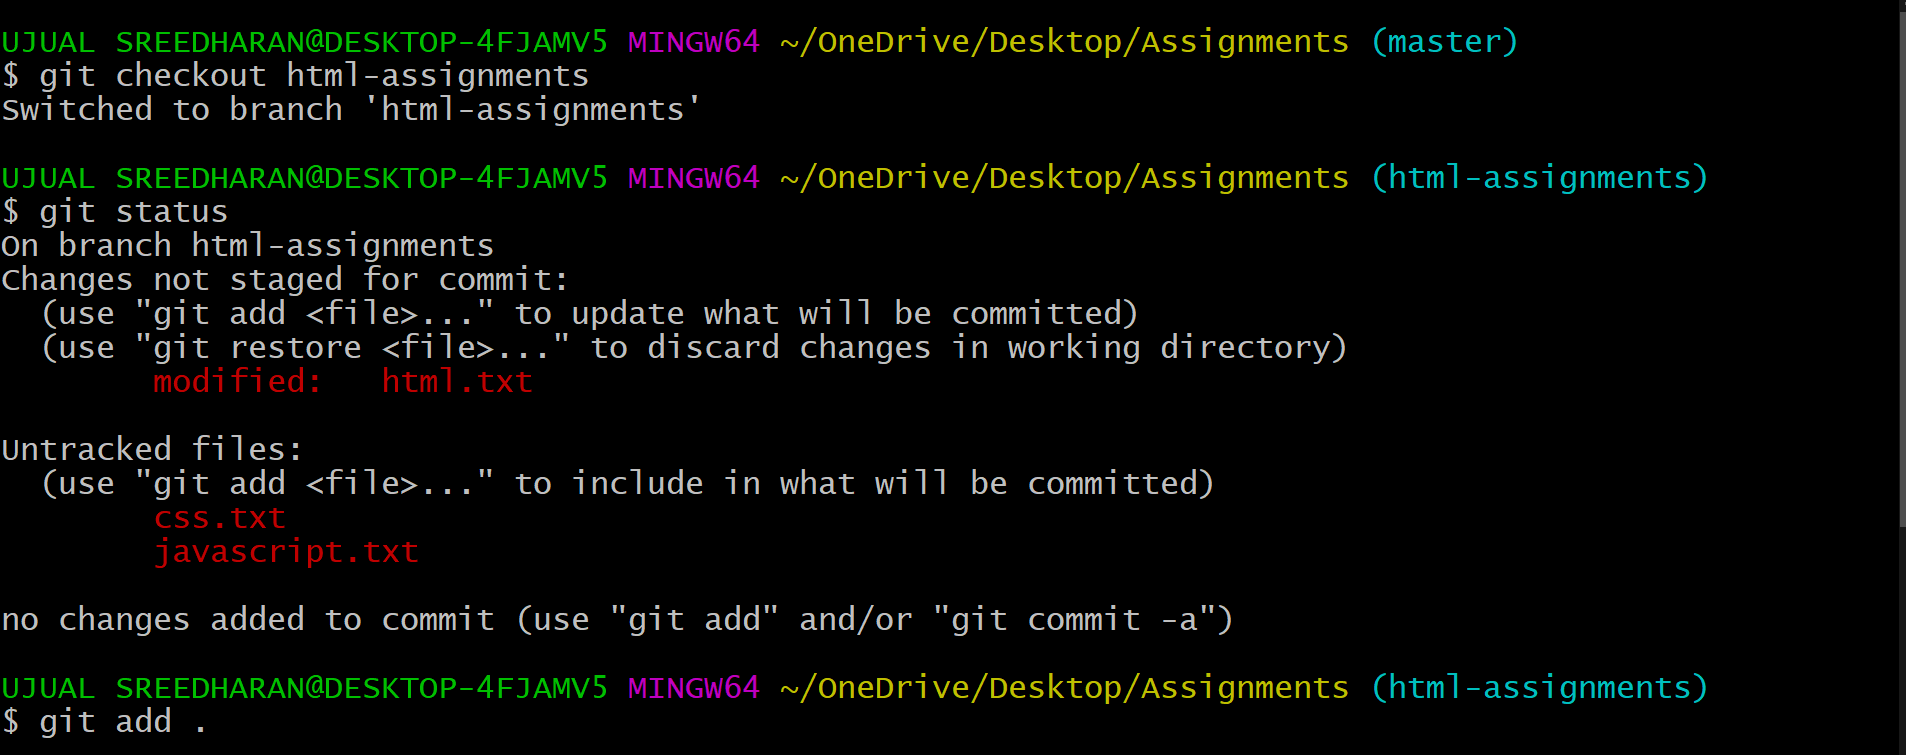 UJUAL SREEDHARAN@DESKTOP-4FJAMV5 MINGW64 ~/OneDrive/Desktop/Assignments (master)
$ git checkout html-assignments
Switched to branch 'html-assignments'
UJUAL SREEDHARAN@DESKTOP-4FJAMV5 MINGW64 ~/OneDrive/Desktop/Assignments (html-assignments)
$ git status
On branch html-assignments
Changes not staged for commit:
  (use "git add <file>..." to update what will be committed)
  (use "git restore <file>..." to discard changes in working directory)
        modified:   html.txt
Untracked files:
  (use "git add <file>..." to include in what will be committed)
        css.txt
        javascript.txt
no changes added to commit (use "git add" and/or "git commit -a")
UJUAL SREEDHARAN@DESKTOP-4FJAMV5 MINGW64 ~/OneDrive/Desktop/Assignments (html-assignments)
$ git add .